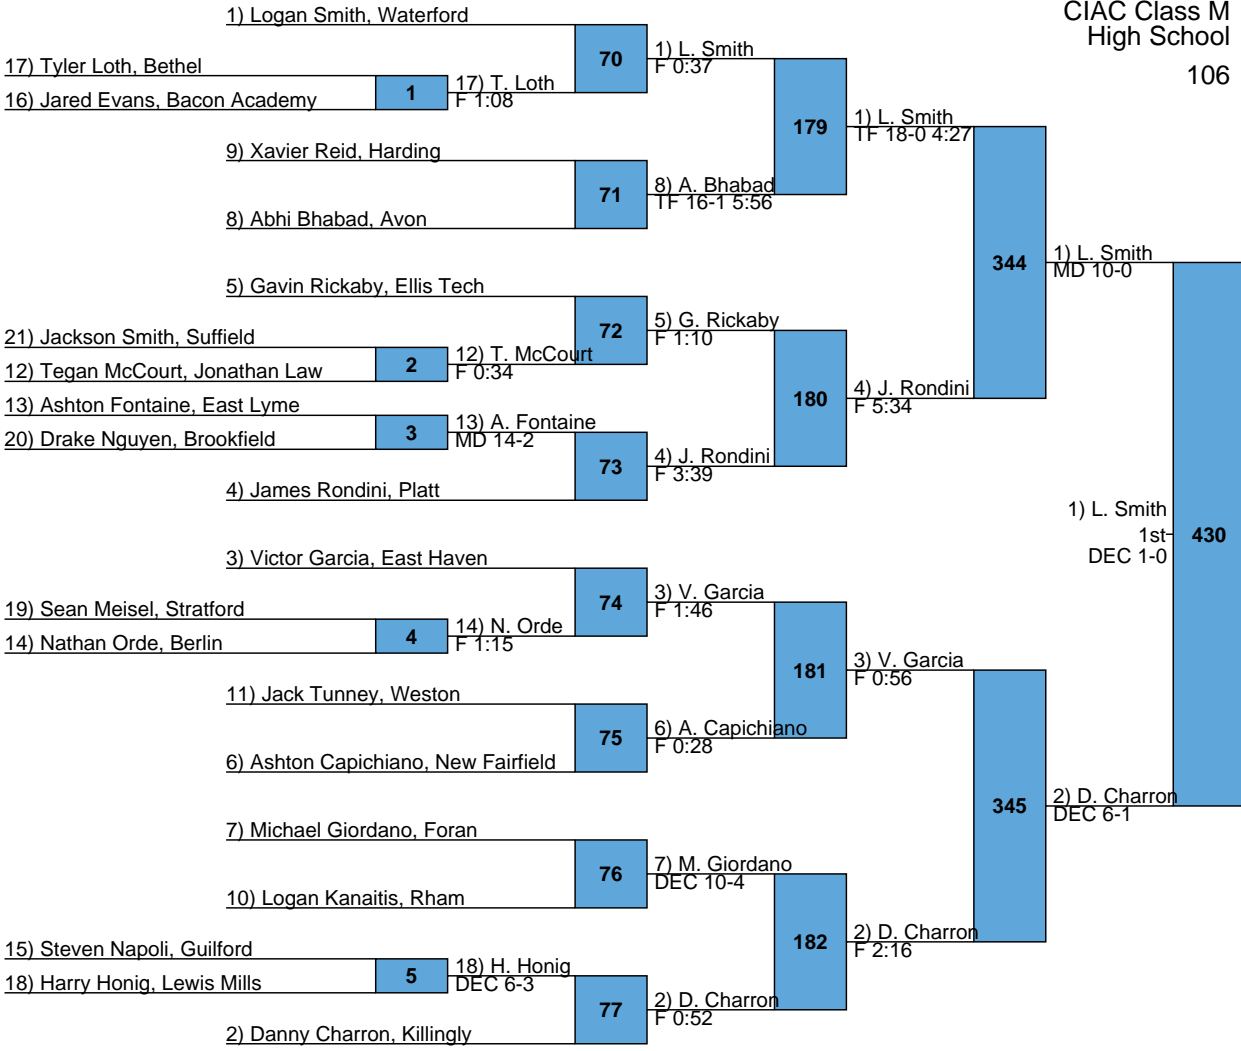 CIAC Class M
High School
106
1) Logan Smith, Waterford
70
1) L. Smith
F 0:37
17) Tyler Loth, Bethel
1
17) T. Loth
F 1:08
16) Jared Evans, Bacon Academy
179
1) L. Smith
TF 18-0 4:27
9) Xavier Reid, Harding
71
8) A. Bhabad
TF 16-1 5:56
8) Abhi Bhabad, Avon
344
1) L. Smith
MD 10-0
5) Gavin Rickaby, Ellis Tech
72
5) G. Rickaby
F 1:10
21) Jackson Smith, Suffield
2
12) T. McCourt
F 0:34
12) Tegan McCourt, Jonathan Law
180
4) J. Rondini
F 5:34
13) Ashton Fontaine, East Lyme
3
13) A. Fontaine
MD 14-2
20) Drake Nguyen, Brookfield
73
4) J. Rondini
F 3:39
4) James Rondini, Platt
1) L. Smith
1st
DEC 1-0
430
3) Victor Garcia, East Haven
74
3) V. Garcia
F 1:46
19) Sean Meisel, Stratford
4
14) N. Orde
F 1:15
14) Nathan Orde, Berlin
181
3) V. Garcia
F 0:56
11) Jack Tunney, Weston
75
6) A. Capichiano
F 0:28
6) Ashton Capichiano, New Fairfield
345
2) D. Charron
DEC 6-1
7) Michael Giordano, Foran
76
7) M. Giordano
DEC 10-4
10) Logan Kanaitis, Rham
182
2) D. Charron
F 2:16
15) Steven Napoli, Guilford
5
18) H. Honig
DEC 6-3
18) Harry Honig, Lewis Mills
77
2) D. Charron
F 0:52
2) Danny Charron, Killingly